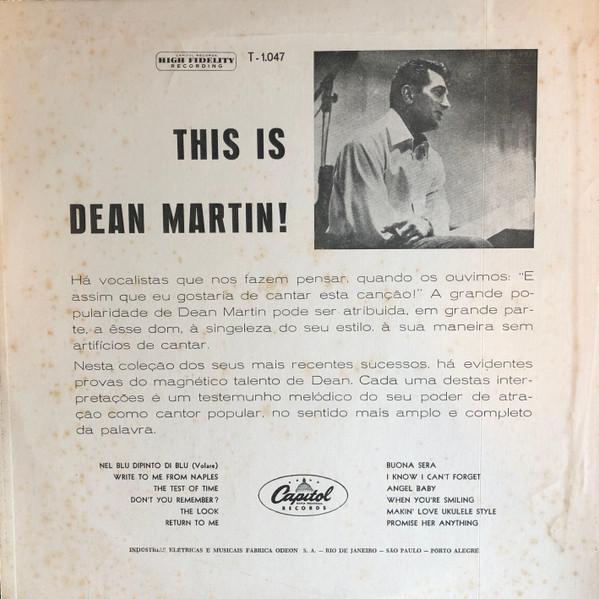 CAPITOL RECORDS
HIGH FIDELITY
RECORDING
T-1.047
THIS IS
DEAN MARTIN!
Há vocalistas que nos fazem pensar, quando os ouvimos: "E
assim que eu gostaria de cantar esta canção!" A grande po-
pularidade de Dean Martin pode ser atribuida, em grande par-
te, a êsse dom, à singeleza do seu estilo, à sua maneira sem
artifícios de cantar.
Nesta coleção dos seus mais recentes sucessos, há evidentes
provas do magnético talento de Dean. Cada uma destas inter-
pretações é um testemunho melódico do seu poder de atra-
ção como cantor popular, no sentido mais amplo e completo
da palavra.
NEL BLU DIPINTO DI BLU (Volare)
WRITE TO ME FROM NAPLES
THE TEST OF TIME
DON'T YOU REMEMBER?
THE LOOK
RETURN TO ME
Capitol
RECORDS
BUONA SERA
I KNOW I CAN'T FORGET
ANGEL BABY
WHEN YOU'RE SMILING
MAKIN' LOVE UKULELE STYLE
PROMISE HER ANYTHING
INDÚSTRIAS ELÉTRICAS E MUSICAIS FÁBRICA ODEON S. A. — RIO DE JANEIRO — SÃO PAULO — PÔRTO ALEGRE